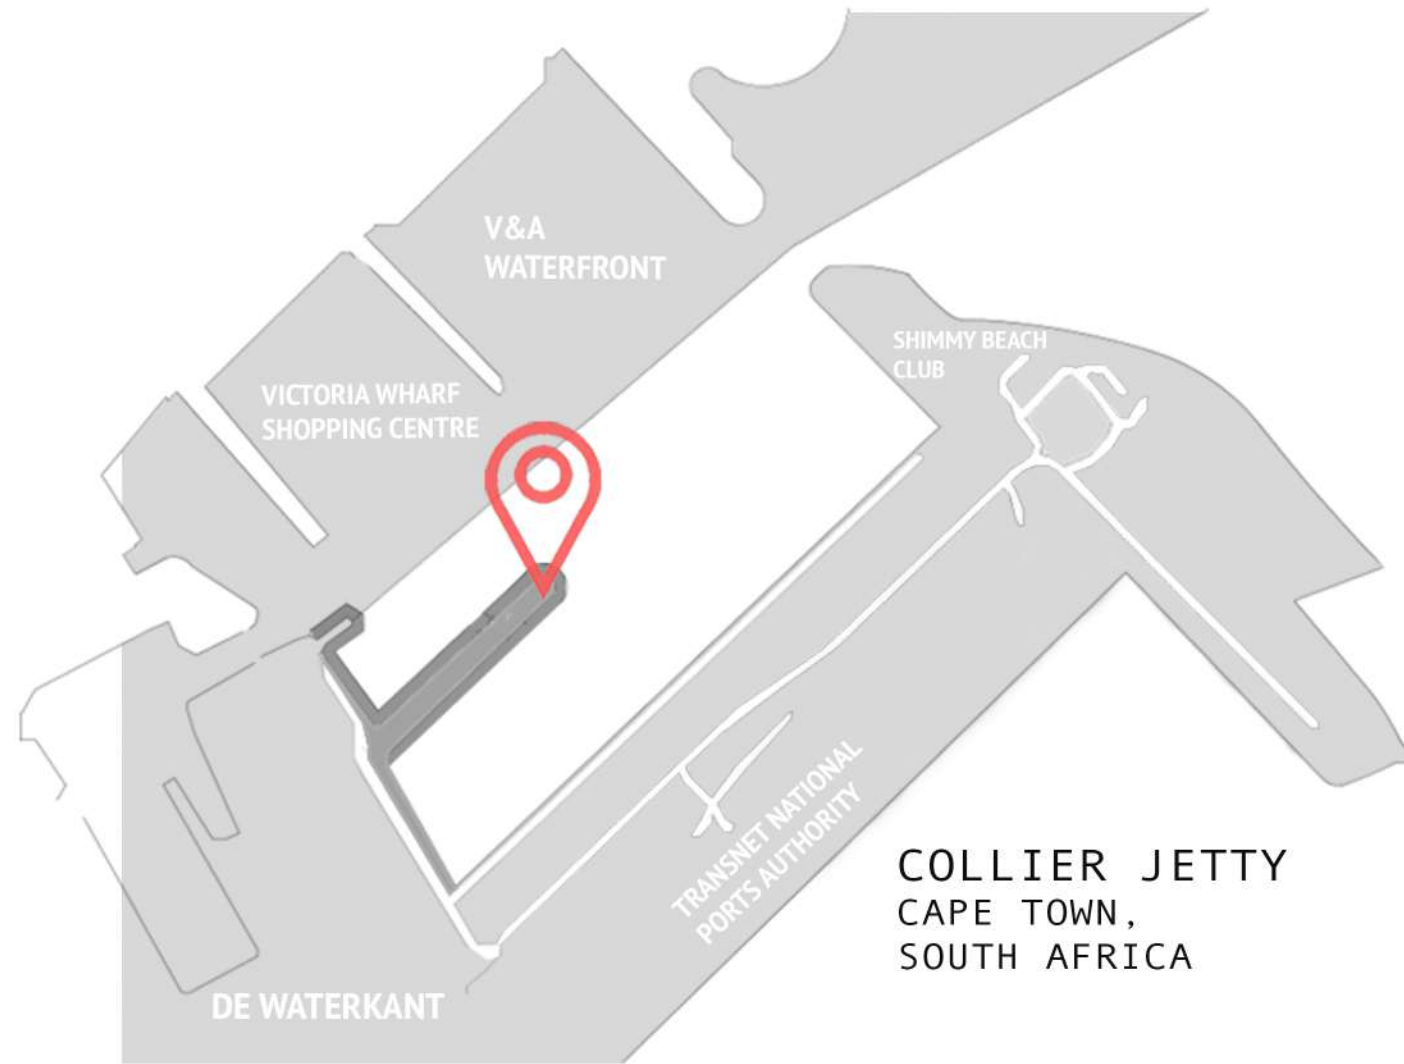 V&A
WATERFRONT
SHIMMY BEACH
CLUB
VICTORIA WHARF
SHOPPING CENTRE
TRANSNET NATIONAL
PORTS AUTHORITY
COLLIER JETTY
CAPE TOWN,
SOUTH AFRICA
DE WATERKANT